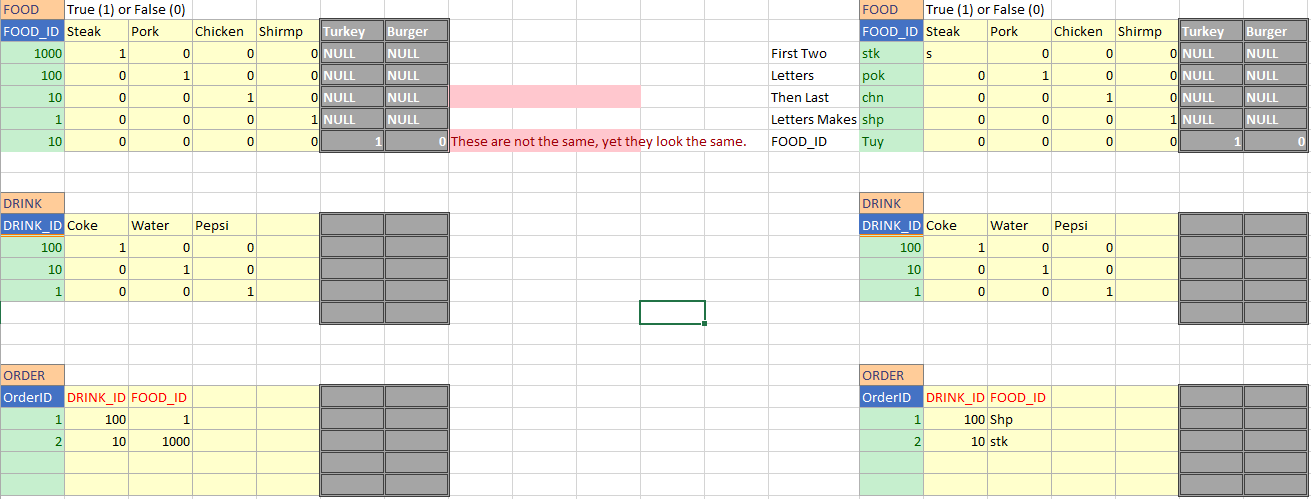 FOOD True (1) or False (0) FOOD True (1) or False (0)
FOOD_ID Steak Pork Chicken Shirmp Turkey Burger FOOD_ID Steak Pork Chicken Shirmp Turkey Burger
1000 1 0 0 0 NULL NULL First Two stk s 0 0 0 NULL NULL
100 0 1 0 0 NULL NULL Letters pok 0 1 0 0 NULL NULL
10 0 0 1 0 NULL NULL Then Last chn 0 0 1 0 NULL NULL
1 0 0 0 1 NULL NULL Letters Makes shp 0 0 0 1 NULL NULL
10 0 0 0 0 1 0 These are not the same, yet they look the same. FOOD_ID Tuy 0 0 0 0 1 0
DRINK DRINK
DRINK_ID Coke Water Pepsi DRINK_ID Coke Water Pepsi
100 1 0 0 100 1 0 0
10 0 1 0 10 0 1 0
1 0 0 1 1 0 0 1
ORDER ORDER
OrderID DRINK_ID FOOD_ID OrderID DRINK_ID FOOD_ID
1 100 1 1 100 Shp
2 10 1000 2 10 stk